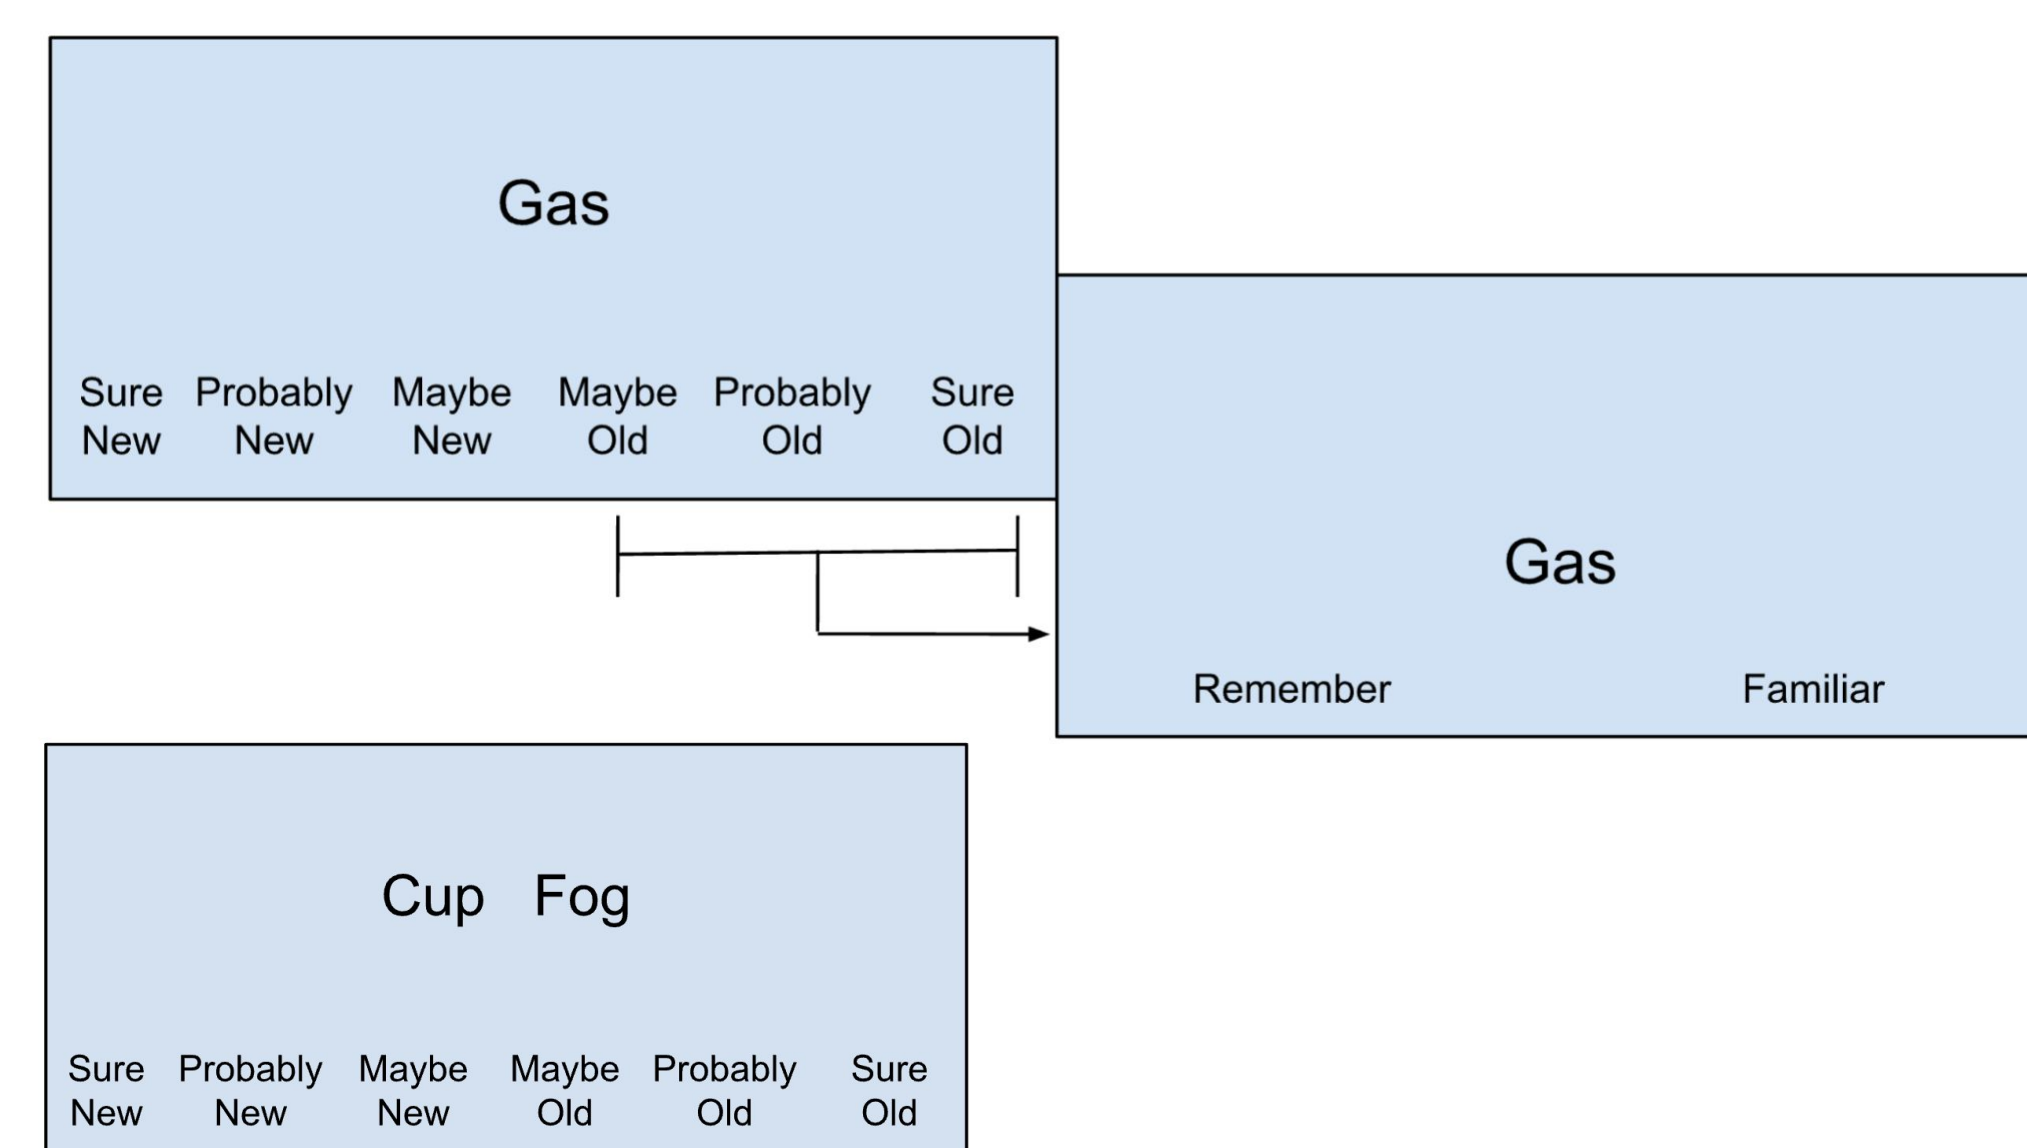 Gas
Sure Probably Maybe Maybe Probably Sure
New New New Old Old Old
Gas
Remember Familiar
Cup Fog
Sure Probably Maybe Maybe Probably Sure
New New New Old Old Old